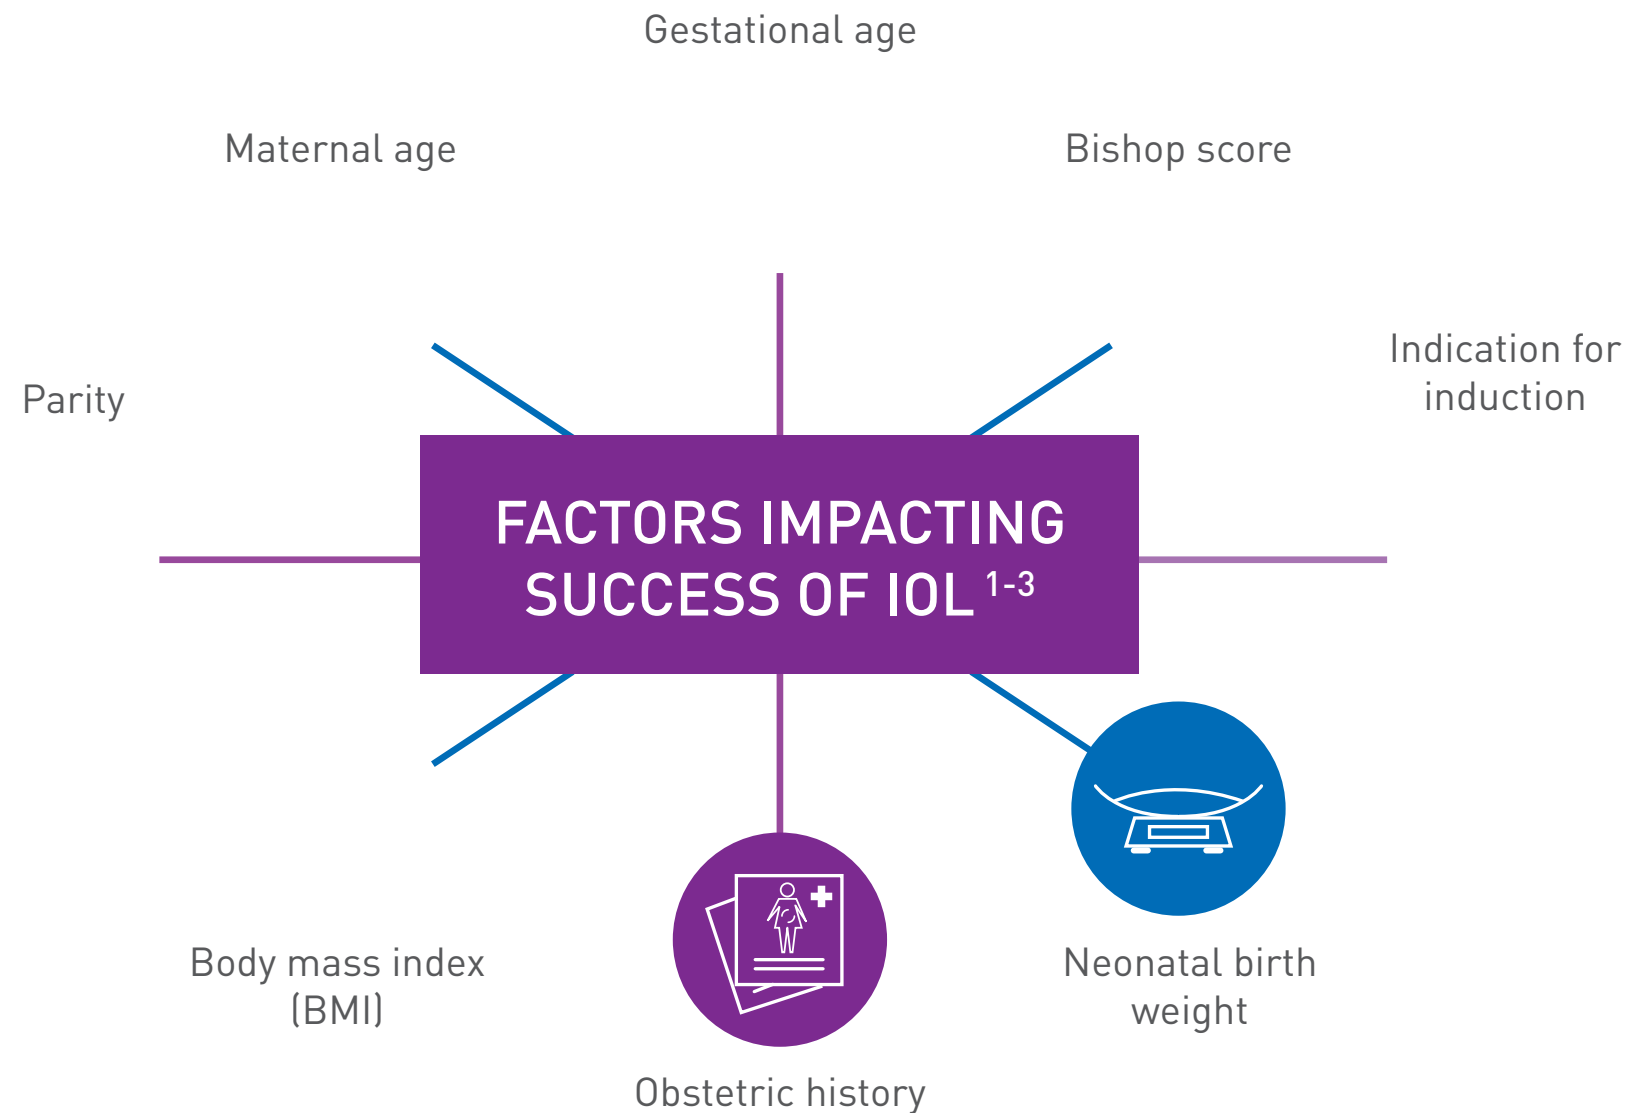 Gestational age
Maternal age
Bishop score
Parity
Indication for
induction
FACTORS IMPACTING
SUCCESS OF IOL 1-3
Body mass index
(BMI)
Obstetric history
Neonatal birth
weight